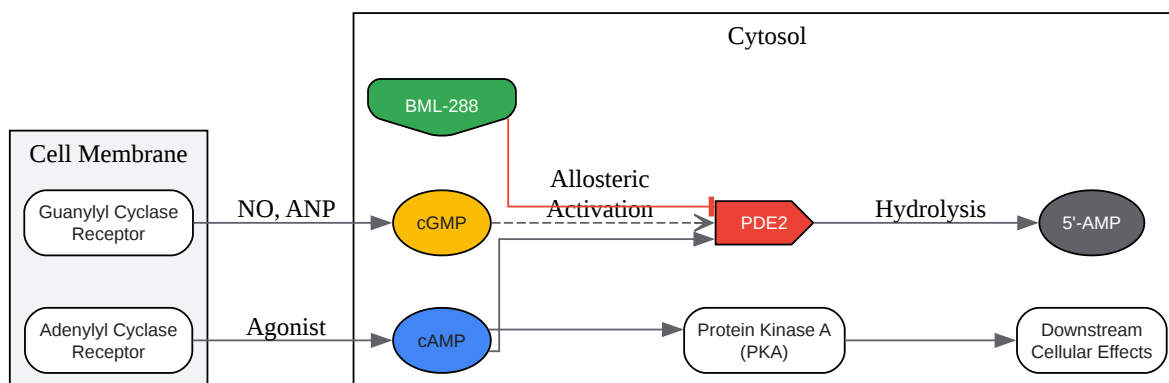 Cytosol
BML-288
Cell Membrane
Guanylyl Cyclase
Receptor
NO, ANP
cGMP
Allosteric
Activation
PDE2
Hydrolysis
5'-AMP
Adenylyl Cyclase
Receptor
Agonist
cAMP
Protein Kinase A
(PKA)
Downstream
Cellular Effects